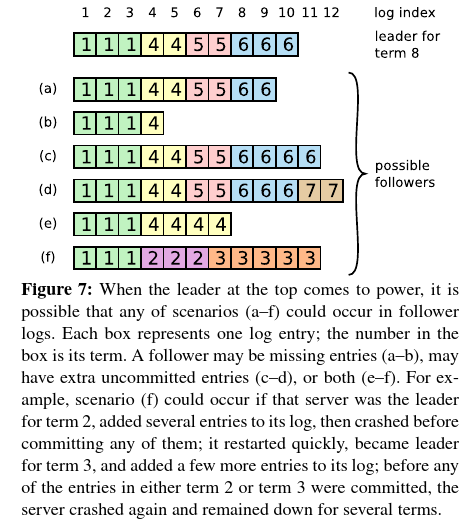 1 2 3 4 5 6 7 8 9 10 11 12 log index
1 1 1 4 4 5 5 6 6 6 leader for
term 8
(a) 1 1 1 4 4 5 5 6 6
(b) 1 1 1 4
(c) 1 1 1 4 4 5 5 6 6 6 6
(d) 1 1 1 4 4 5 5 6 6 6 7 7
possible
followers
(e) 1 1 1 4 4 4 4
(f) 1 1 1 2 2 2 3 3 3 3 3
Figure 7: When the leader at the top comes to power, it is
possible that any of scenarios (a–f) could occur in follower
logs. Each box represents one log entry; the number in the
box is its term. A follower may be missing entries (a–b), may
have extra uncommitted entries (c–d), or both (e–f). For ex-
ample, scenario (f) could occur if that server was the leader
for term 2, added several entries to its log, then crashed before
committing any of them; it restarted quickly, became leader
for term 3, and added a few more entries to its log; before any
of the entries in either term 2 or term 3 were committed, the
server crashed again and remained down for several terms.